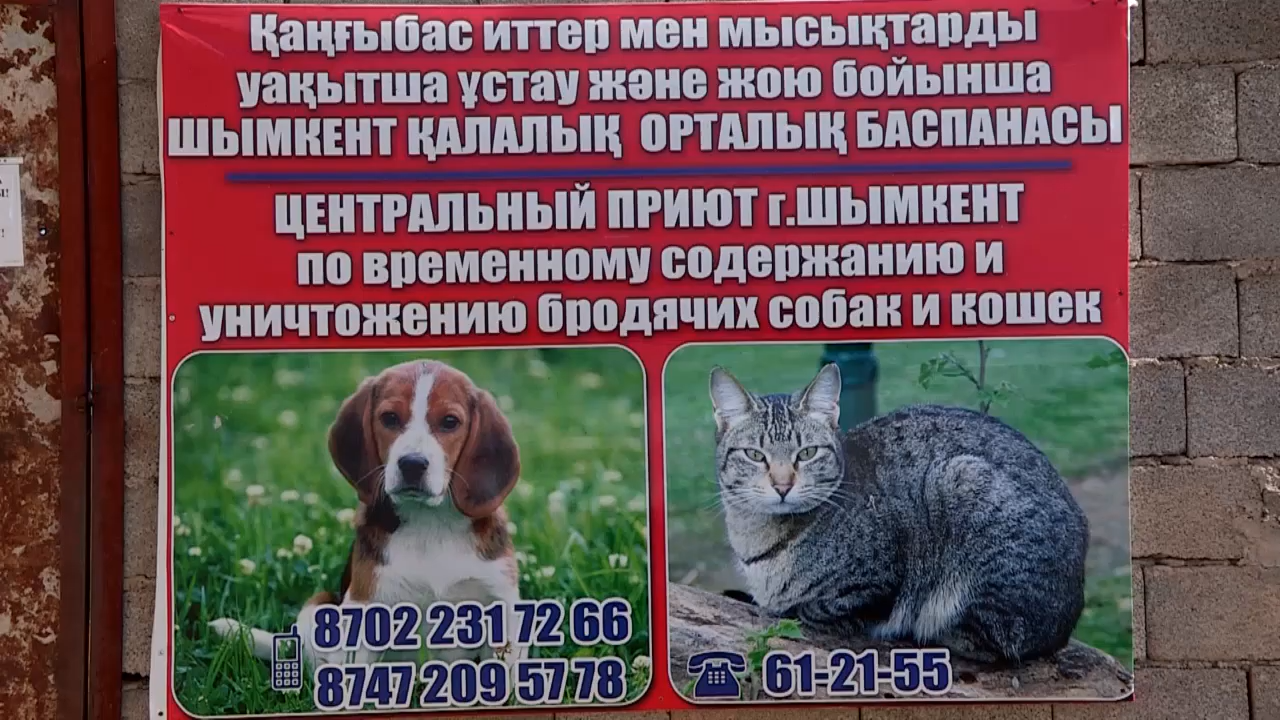 Қаңғыбас иттер мен мысықтарды
уақытша ұстау және жою бойынша
ШЫМКЕНТ ҚАЛАЛЫҚ ОРТАЛЫҚ БАСПАНАСЫ
ЦЕНТРАЛЬНЫЙ ПРИЮТ г.ШЫМКЕНТ
по временному содержанию и
уничтожению бродячих собак и кошек
8702 231 72 66
8747 209 57 78
61-21-55